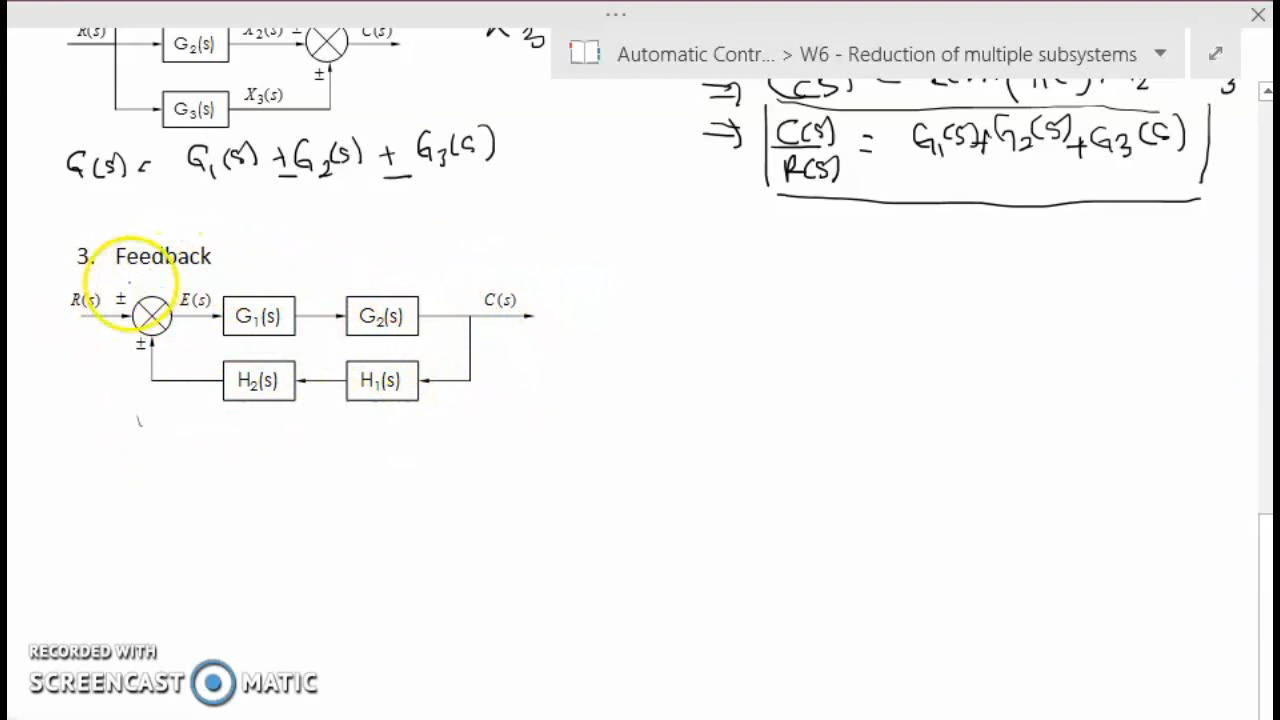 ...
Automatic Contr... > W6 - Reduction of multiple subsystems
R(s) G₂(s) X₂(s) ± C(s)
±
G₃(s) X₃(s)
G(s) = G₁(s) ± G₂(s) ± G₃(s)
⇒ C(s) =
⇒ C(s)/R(s) = G₁(s) + G₂(s) + G₃(s)
3. Feedback
R(s) ± E(s) G₁(s) G₂(s) C(s)
±
H₂(s) H₁(s)
RECORDED WITH
SCREENCAST MATIC